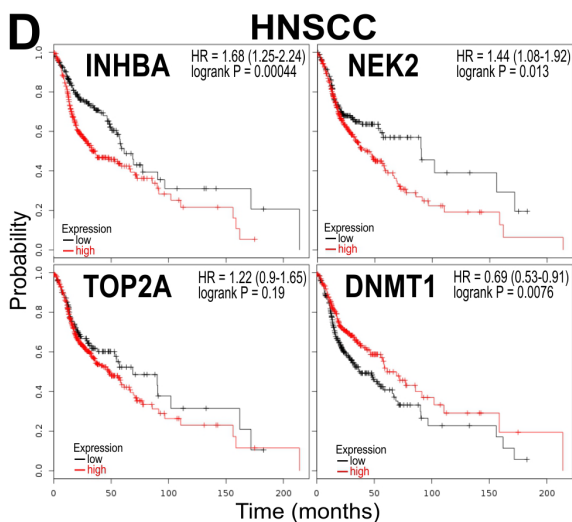 D
HNSCC
INHBA
HR = 1.68 (1.25-2.24)
logrank P = 0.00044
Expression
low
high
0.0 0.2 0.4 0.6 0.8 1.0
NEK2
HR = 1.44 (1.08-1.92)
logrank P = 0.013
Expression
low
high
Probability
TOP2A
HR = 1.22 (0.9-1.65)
logrank P = 0.19
Expression
low
high
0.0 0.2 0.4 0.6 0.8 1.0
0 50 100 150 200
DNMT1
HR = 0.69 (0.53-0.91)
logrank P = 0.0076
Expression
low
high
0 50 100 150 200
Time (months)